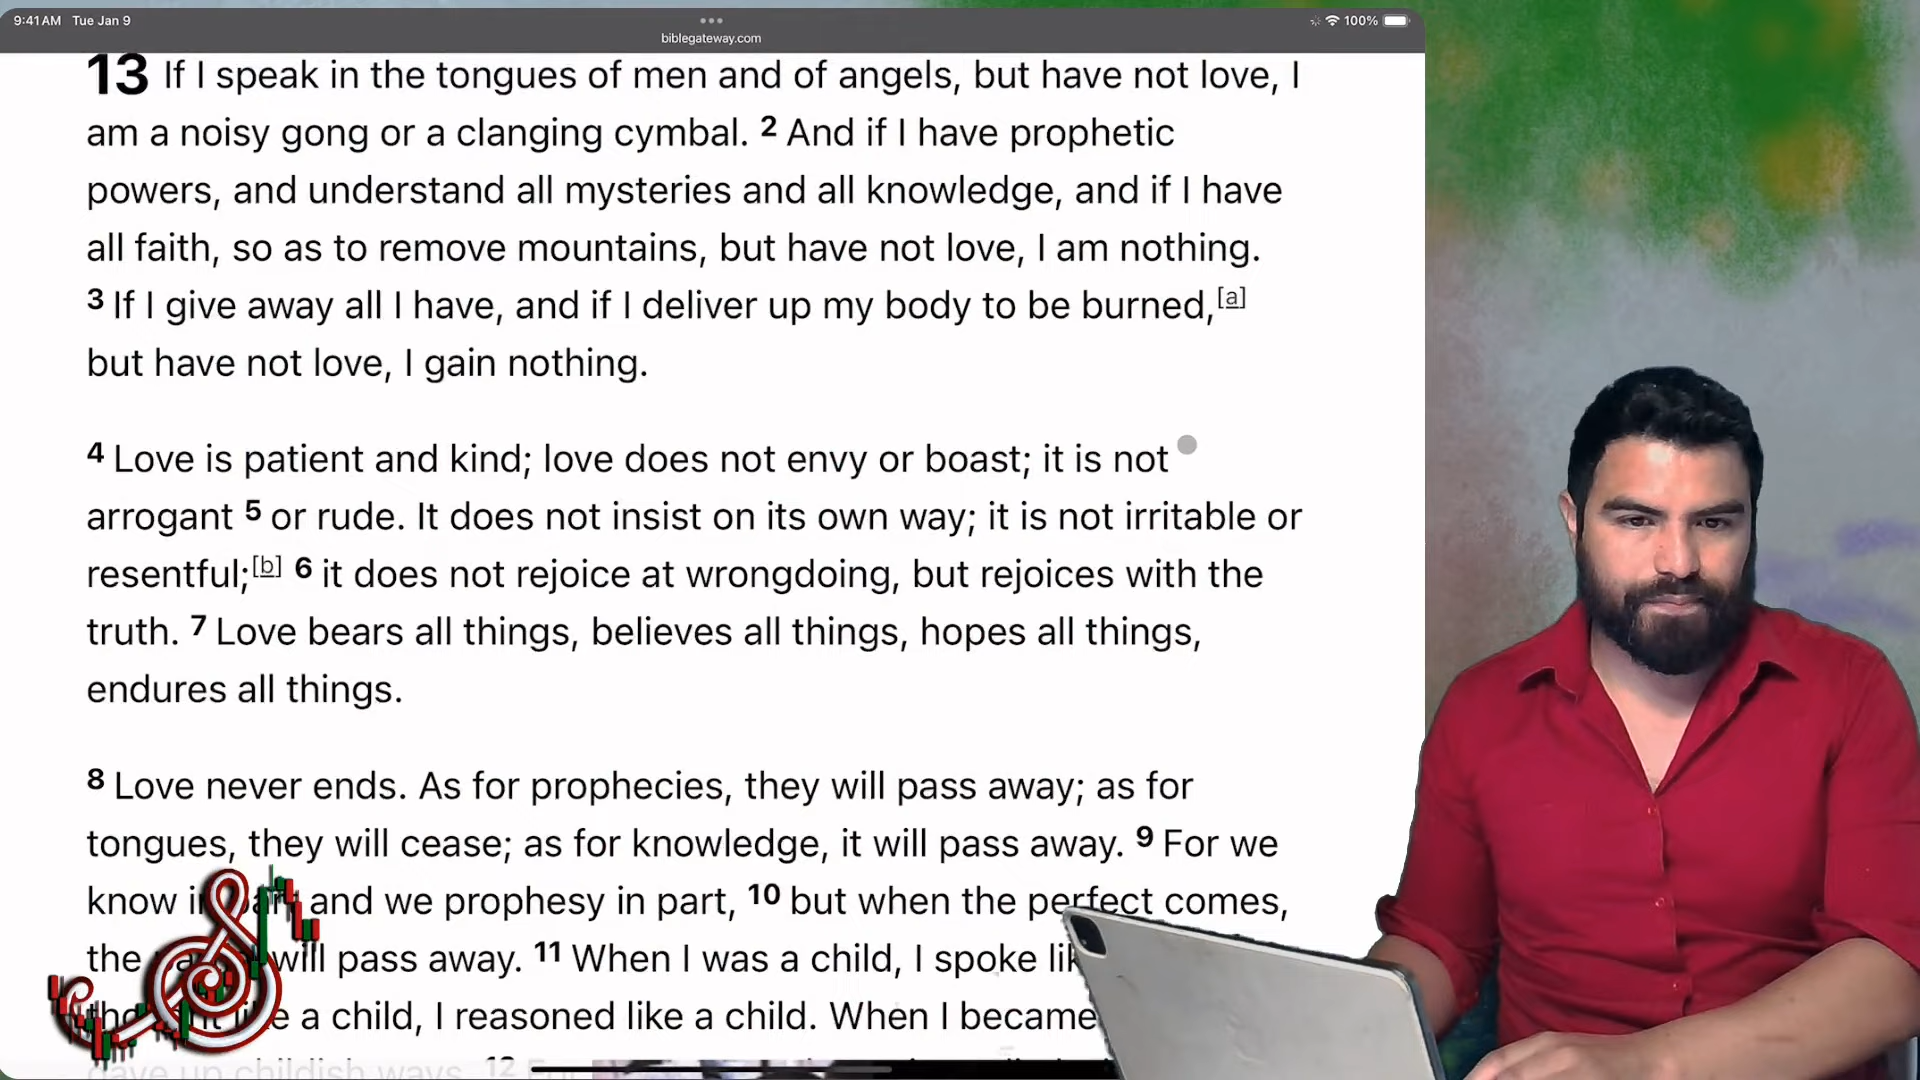 9:41 AM Tue Jan 9
100%
biblegateway.com
13 If I speak in the tongues of men and of angels, but have not love, I
am a noisy gong or a clanging cymbal. 2 And if I have prophetic
powers, and understand all mysteries and all knowledge, and if I have
all faith, so as to remove mountains, but have not love, I am nothing.
3 If I give away all I have, and if I deliver up my body to be burned,[a]
but have not love, I gain nothing.
4 Love is patient and kind; love does not envy or boast; it is not
arrogant 5 or rude. It does not insist on its own way; it is not irritable or
resentful;[b] 6 it does not rejoice at wrongdoing, but rejoices with the
truth. 7 Love bears all things, believes all things, hopes all things,
endures all things.
8 Love never ends. As for prophecies, they will pass away; as for
tongues, they will cease; as for knowledge, it will pass away. 9 For we
know in part and we prophesy in part, 10 but when the perfect comes,
the will pass away. 11 When I was a child, I spoke
a child, I reasoned like a child. When I became
gave up childish ways. 12 For